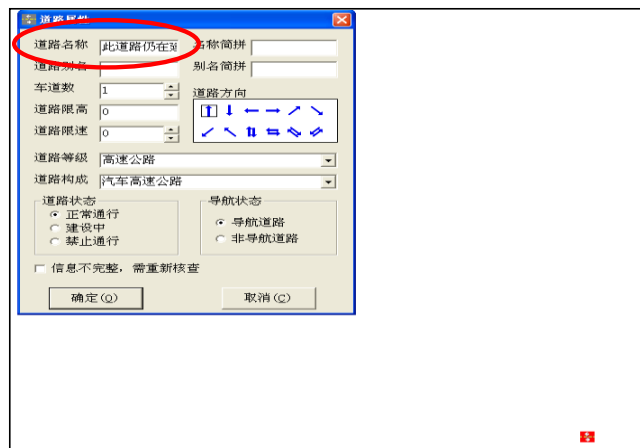 道路属性
道路名称 此道路仍在建 名称简拼
道路别名 别名简拼
车道数 1 道路方向
道路限高 0
道路限速 0
道路等级 高速公路
道路构成 汽车高速公路
道路状态 导航状态
正常通行 导航道路
建设中 非导航道路
禁止通行
信息不完整，需重新核查
确定(O) 取消(C)